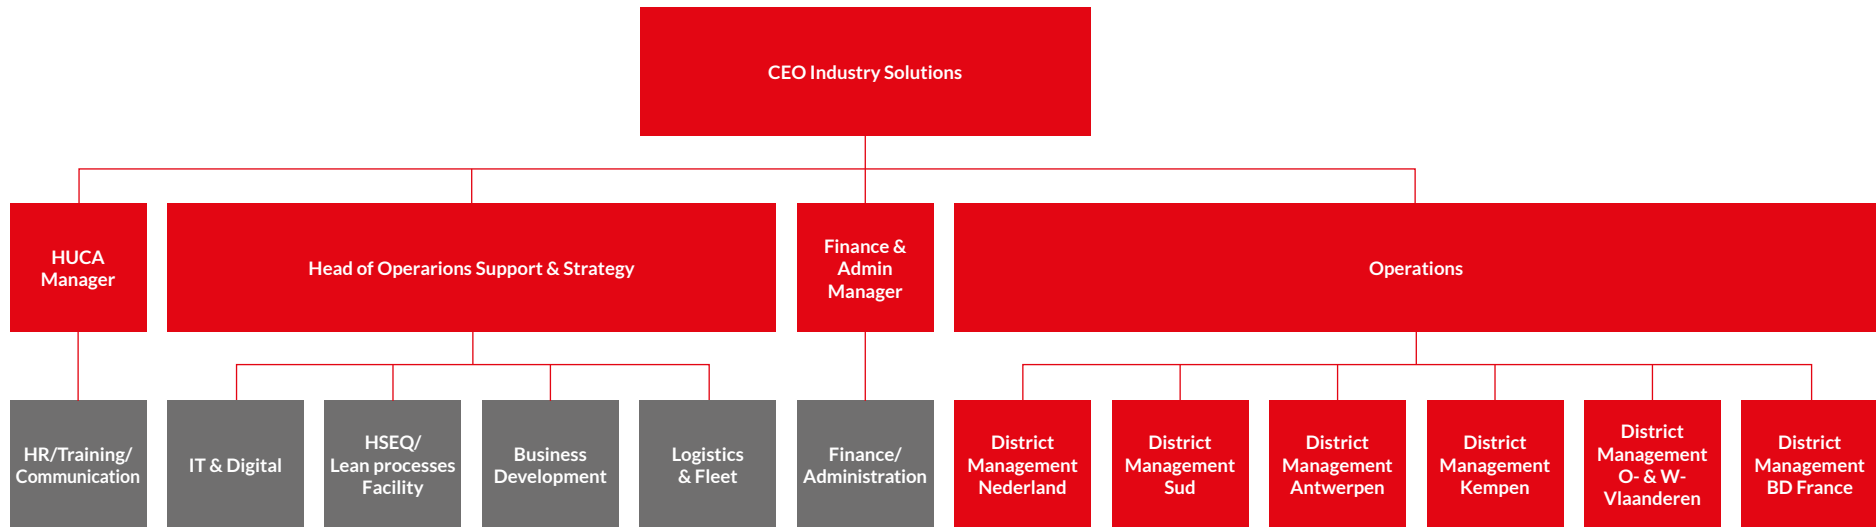 CEO Industry Solutions
HUCA
Manager
Head of Operarions Support & Strategy
Finance &
Admin
Manager
Operations
HR/Training/
Communication
IT & Digital
HSEQ/
Lean processes
Facility
Business
Development
Logistics
& Fleet
Finance/
Administration
District
Management
Nederland
District
Management
Sud
District
Management
Antwerpen
District
Management
Kempen
District
Management
O- & W-
Vlaanderen
District
Management
BD France